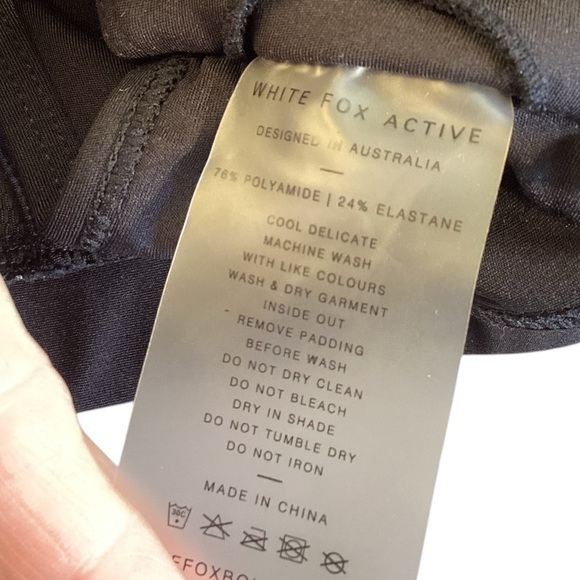 WHITE FOX ACTIVE
DESIGNED IN AUSTRALIA
76% POLYAMIDE | 24% ELASTANE
COOL DELICATE
MACHINE WASH
WITH LIKE COLOURS
WASH & DRY GARMENT
INSIDE OUT
REMOVE PADDING
BEFORE WASH
DO NOT DRY CLEAN
DO NOT BLEACH
DRY IN SHADE
DO NOT TUMBLE DRY
DO NOT IRON
MADE IN CHINA
30C